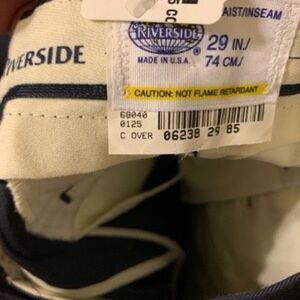 WAIST/INSEAM
RIVERSIDE
RIVERSIDE
29 IN./
MADE IN U.S.A.
74 CM./
CAUTION: NOT FLAME RETARDANT
68040
0125
C OVER 06238 29 85